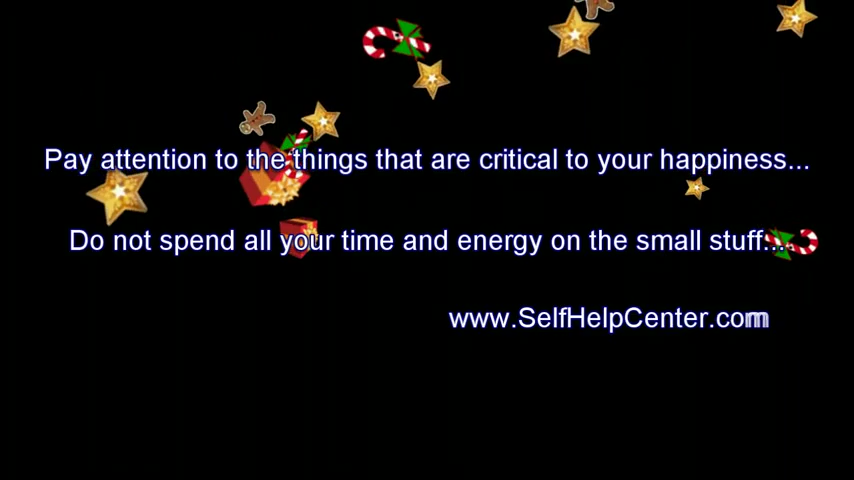 Pay attention to the things that are critical to your happiness...
Do not spend all your time and energy on the small stuff...
www.SelfHelpCenter.com